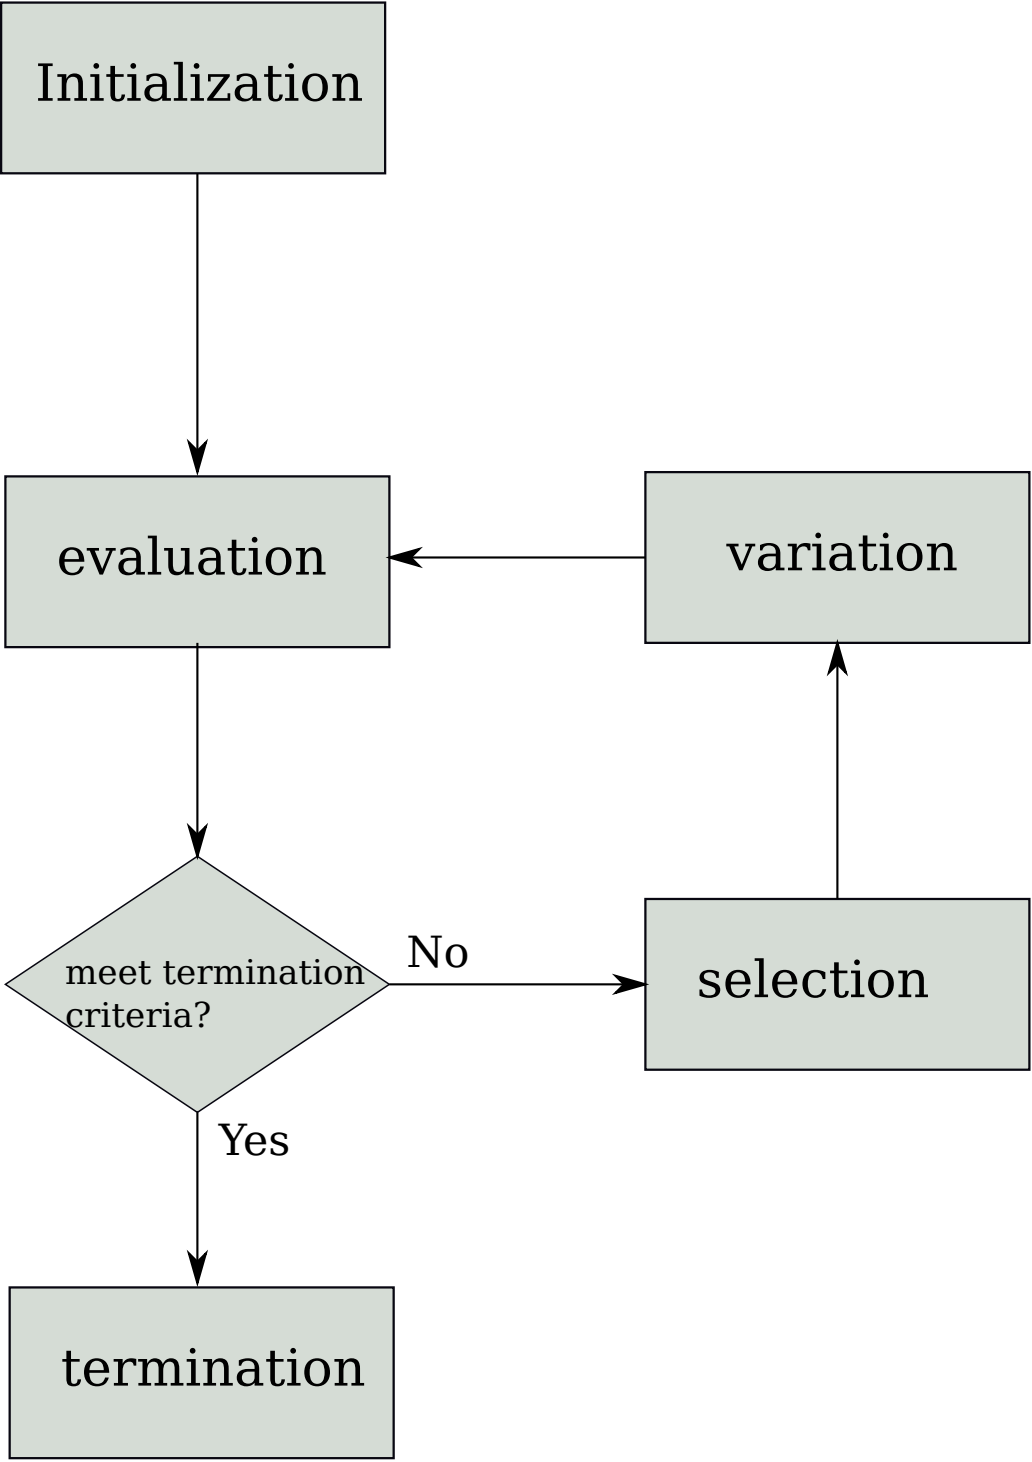 Initialization
evaluation
variation
meet termination
criteria?
No
selection
Yes
termination